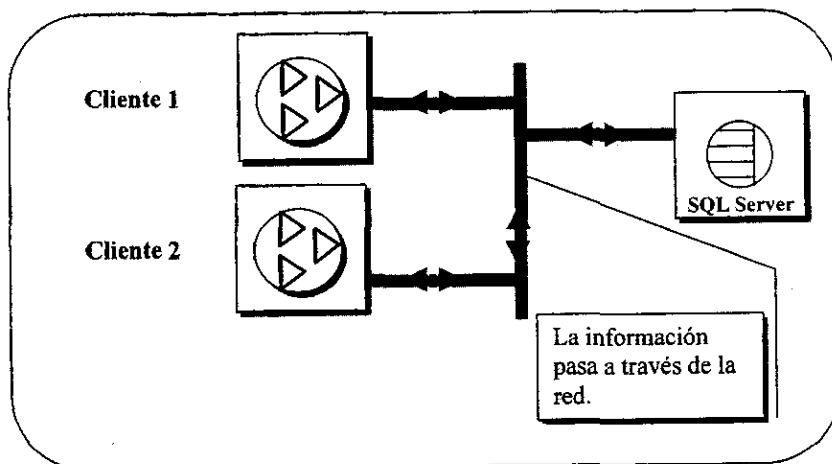 Cliente 1
SQL Server
Cliente 2
La información
pasa a través de la
red.